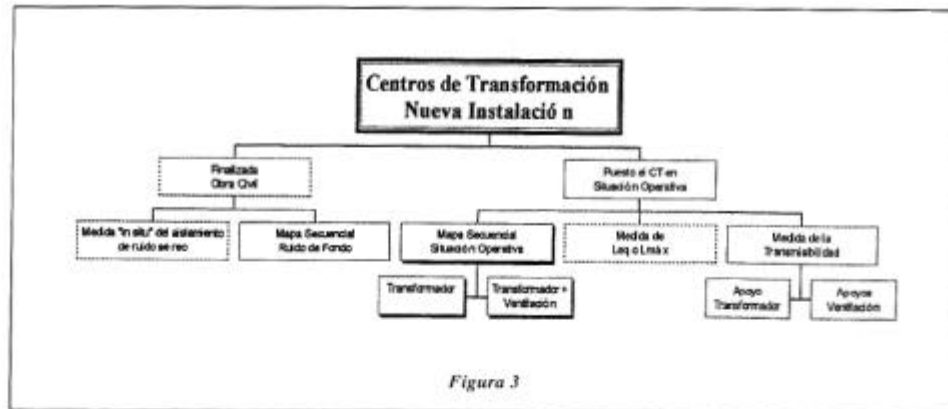 Centros de Transformación
Nueva Instalació n
Finalizada
Obra Civil
Puesto el CT en
Situación Operativa
Medida "in situ" del aislamiento
de ruido aereo
Mapa Secuencial
Ruido de Fondo
Mapa Secuencial
Situación Operativa
Medida de
Leq o Lmá x
Medida de la
Transmisibilidad
Transformador
Transformador +
Ventilación
Apoyo
Transformador
Apoyos
Ventilación
Figura 3